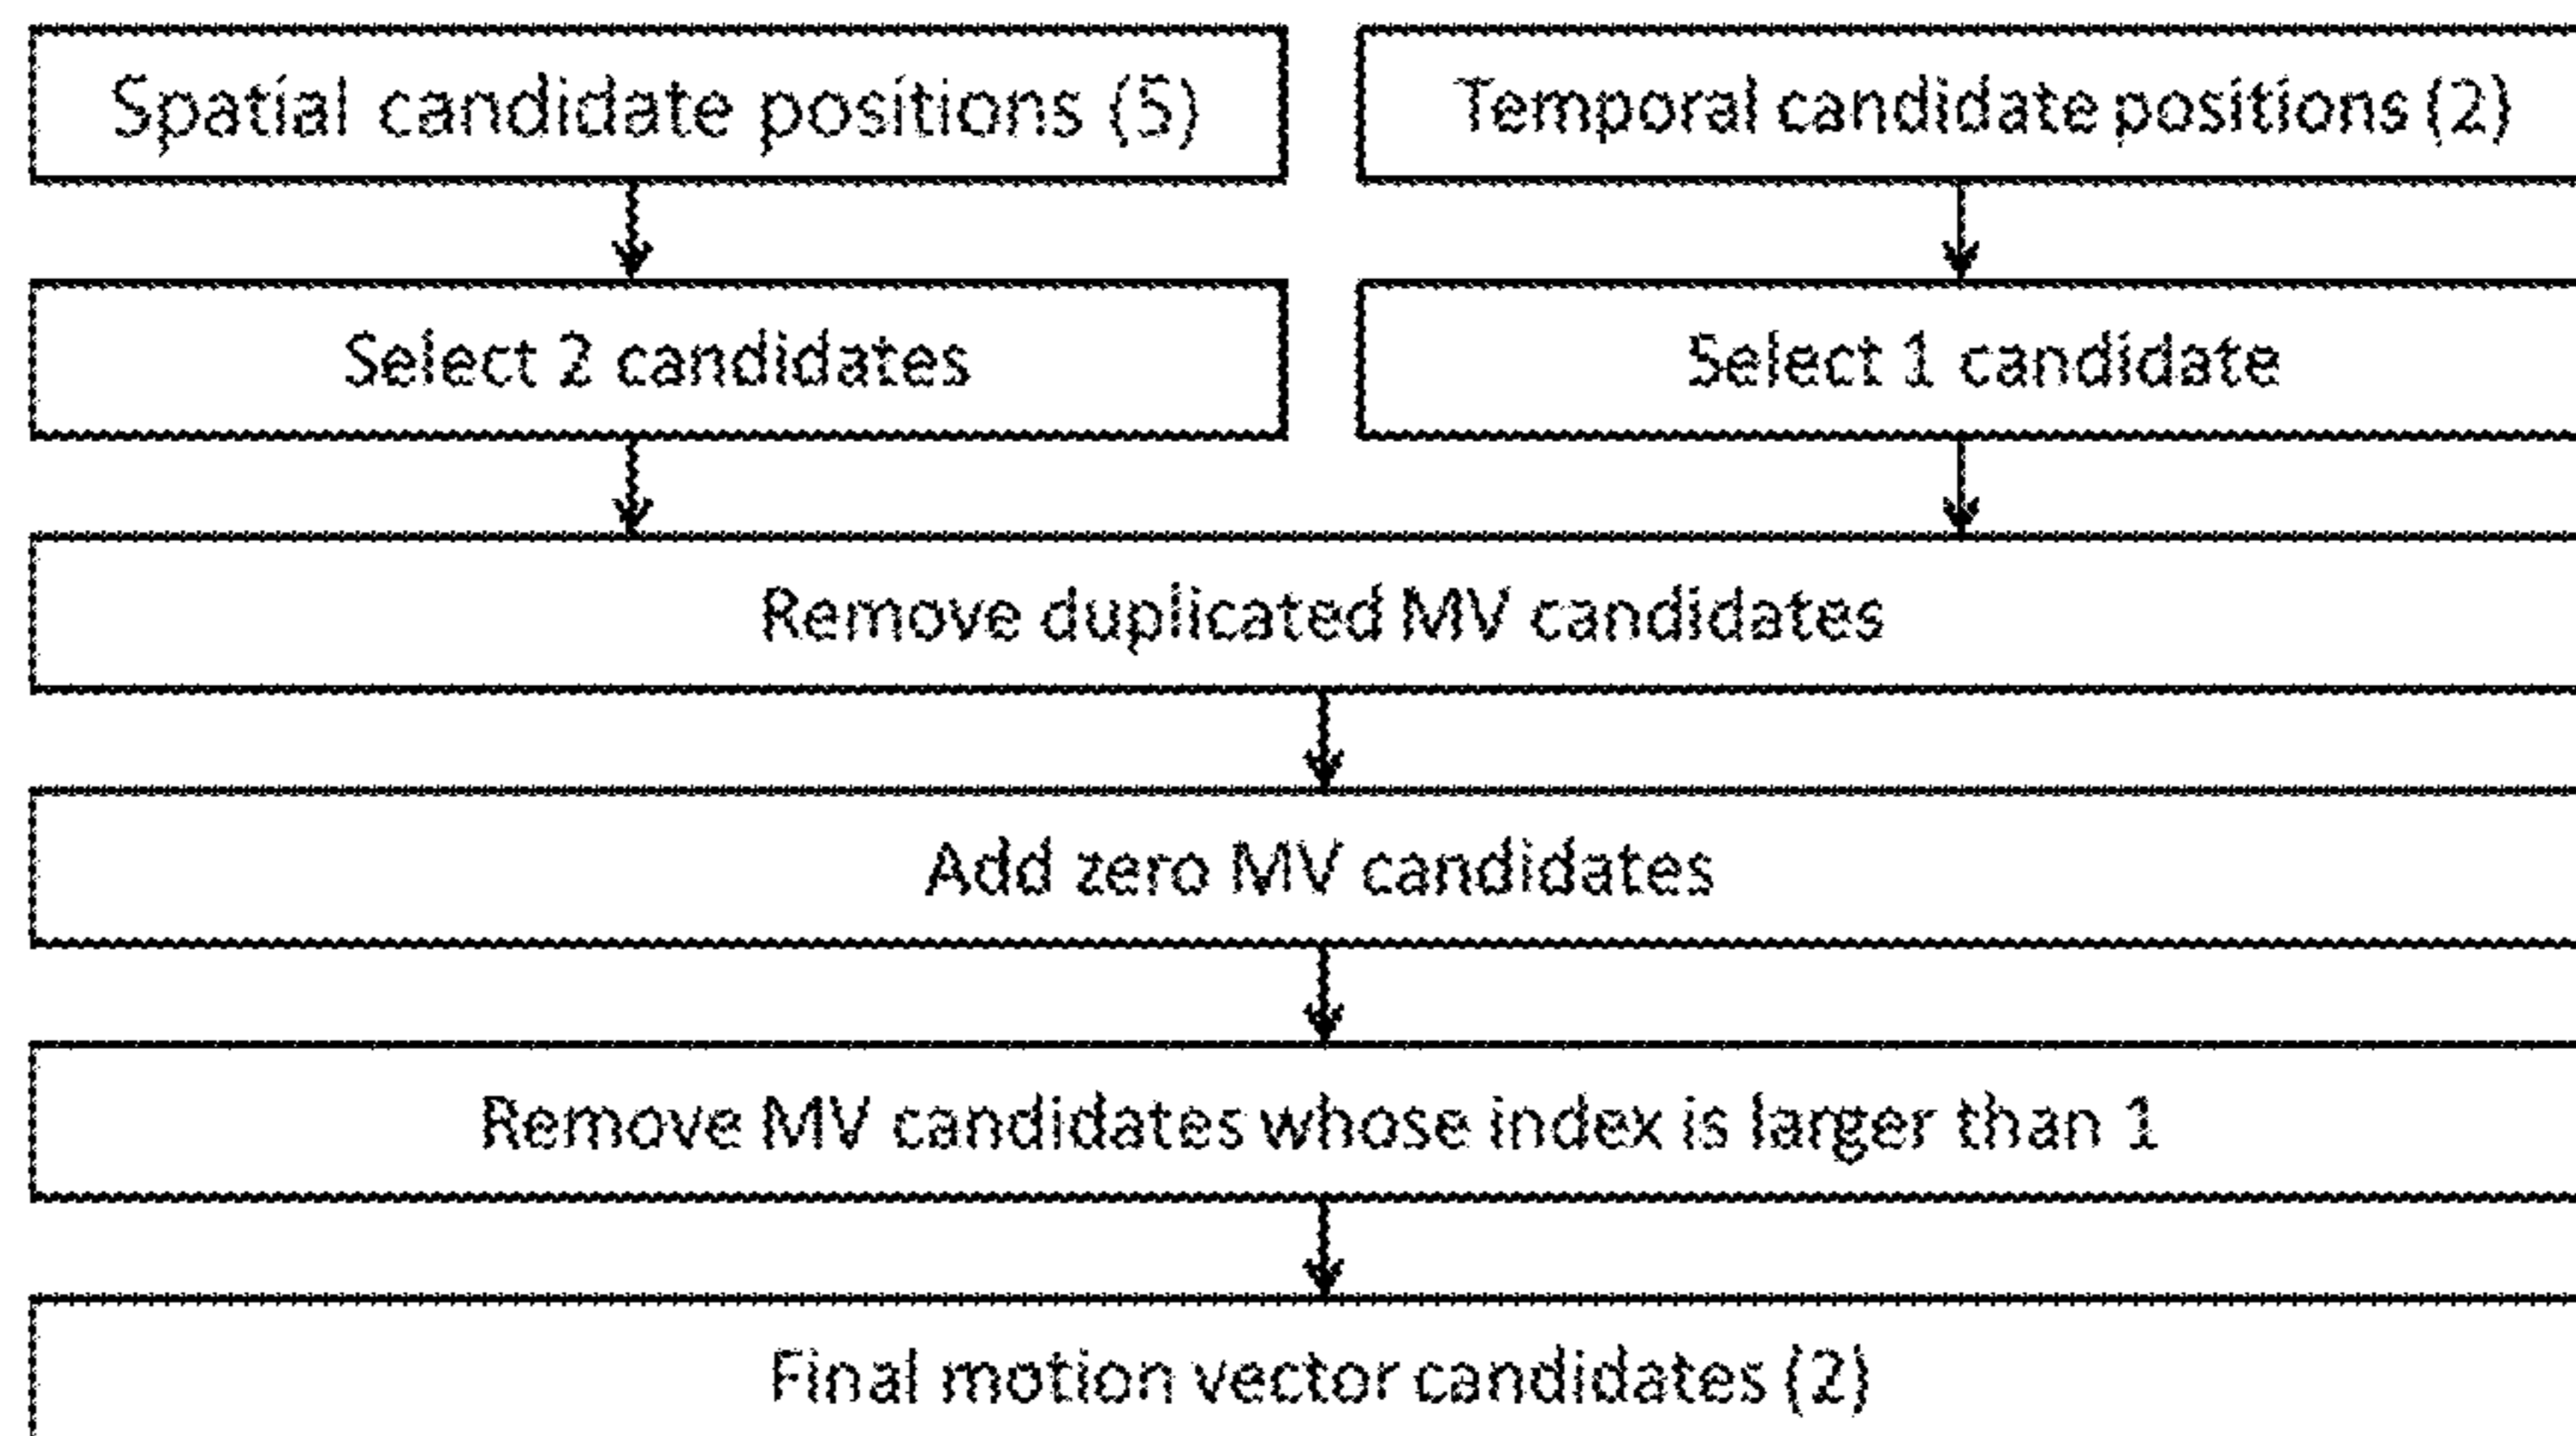 Spatial candidate positions (5)
Temporal candidate positions (2)
Select 2 candidates
Select 1 candidate
Remove duplicated MV candidates
Add zero MV candidates
Remove MV candidates whose index is larger than 1
Final motion vector candidates (2)